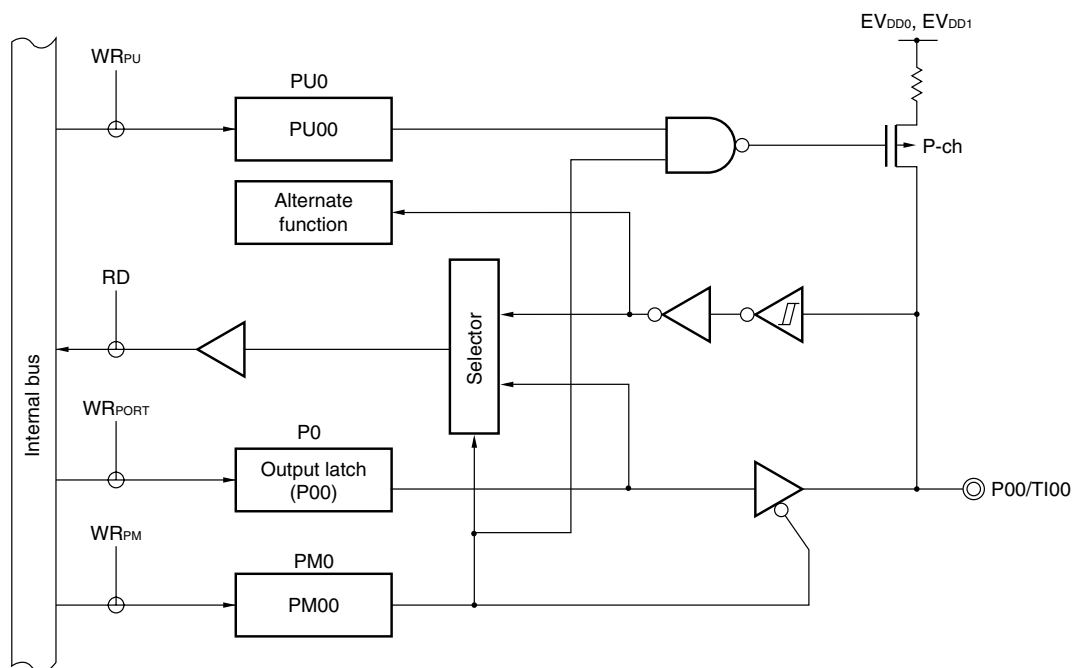 EVDD0, EVDD1
WRPU
PU0
PU00
P-ch
Alternate
function
RD
Selector
Internal bus
WRPORT
P0
Output latch
(P00)
P00/TI00
WRPM
PM0
PM00